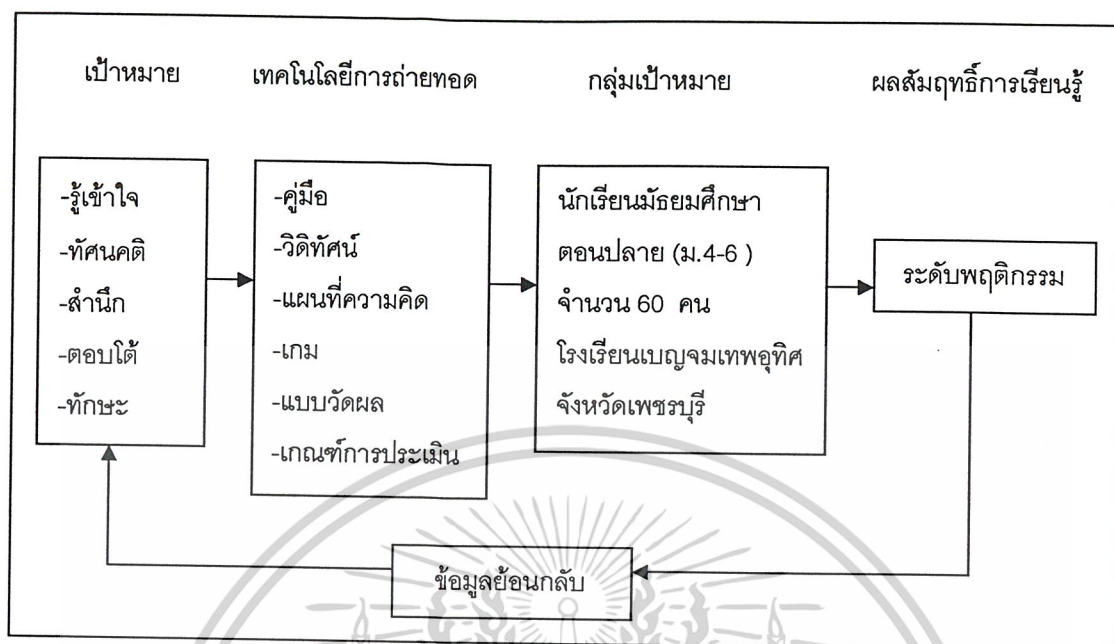 เป้าหมาย
เทคโนโลยีการถ่ายทอด
กลุ่มเป้าหมาย
ผลสัมฤทธิ์การเรียนรู้
-รู้เข้าใจ
-ทัศนคติ
-สำนึก
-ตอบโต้
-ทักษะ
-คู่มือ
-วิดิทัศน์
-แผนที่ความคิด
-เกม
-แบบวัดผล
-เกณฑ์การประเมิน
นักเรียนมัธยมศึกษา
ตอนปลาย (ม.4-6 )
จำนวน 60 คน
โรงเรียนเบญจมเทพอุทิศ
จังหวัดเพชรบุรี
ระดับพฤติกรรม
ข้อมูลย้อนกลับ